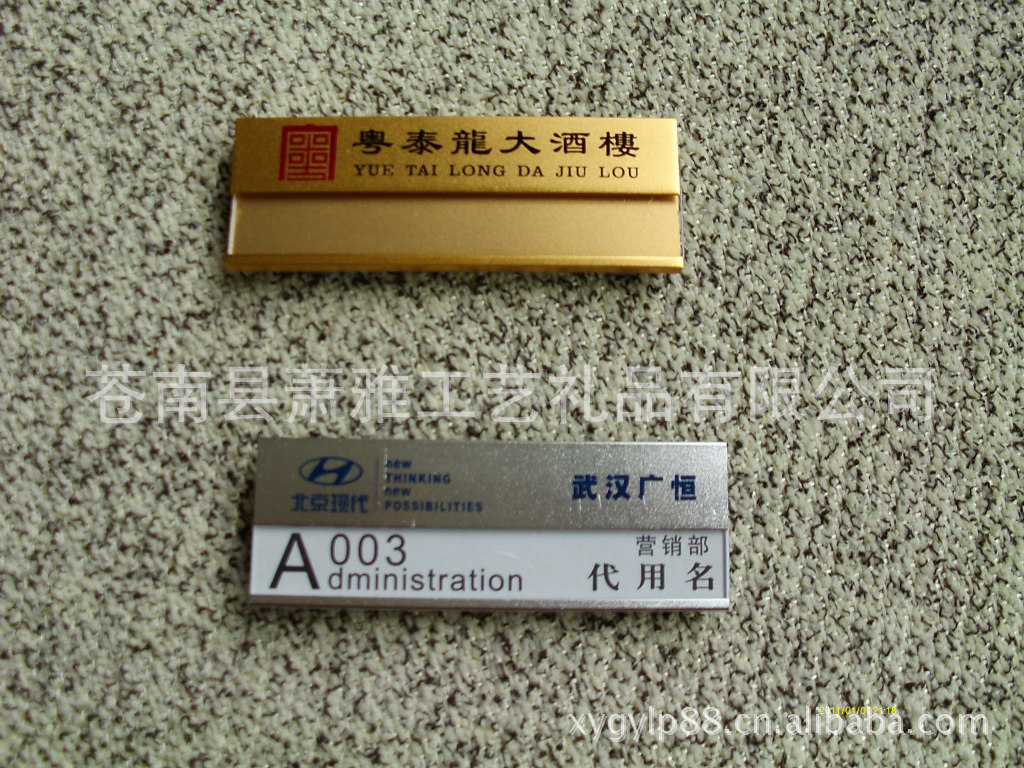 粤泰龍大酒樓
YUE TAI LONG DA JIU LOU
苍南县萧雅工艺礼品有限公司
北京现代
new
THINKING
new
POSSIBILITIES
武汉广恒
A003
dministration
营销部
代用名
xygylp88.cn.alibaba.com